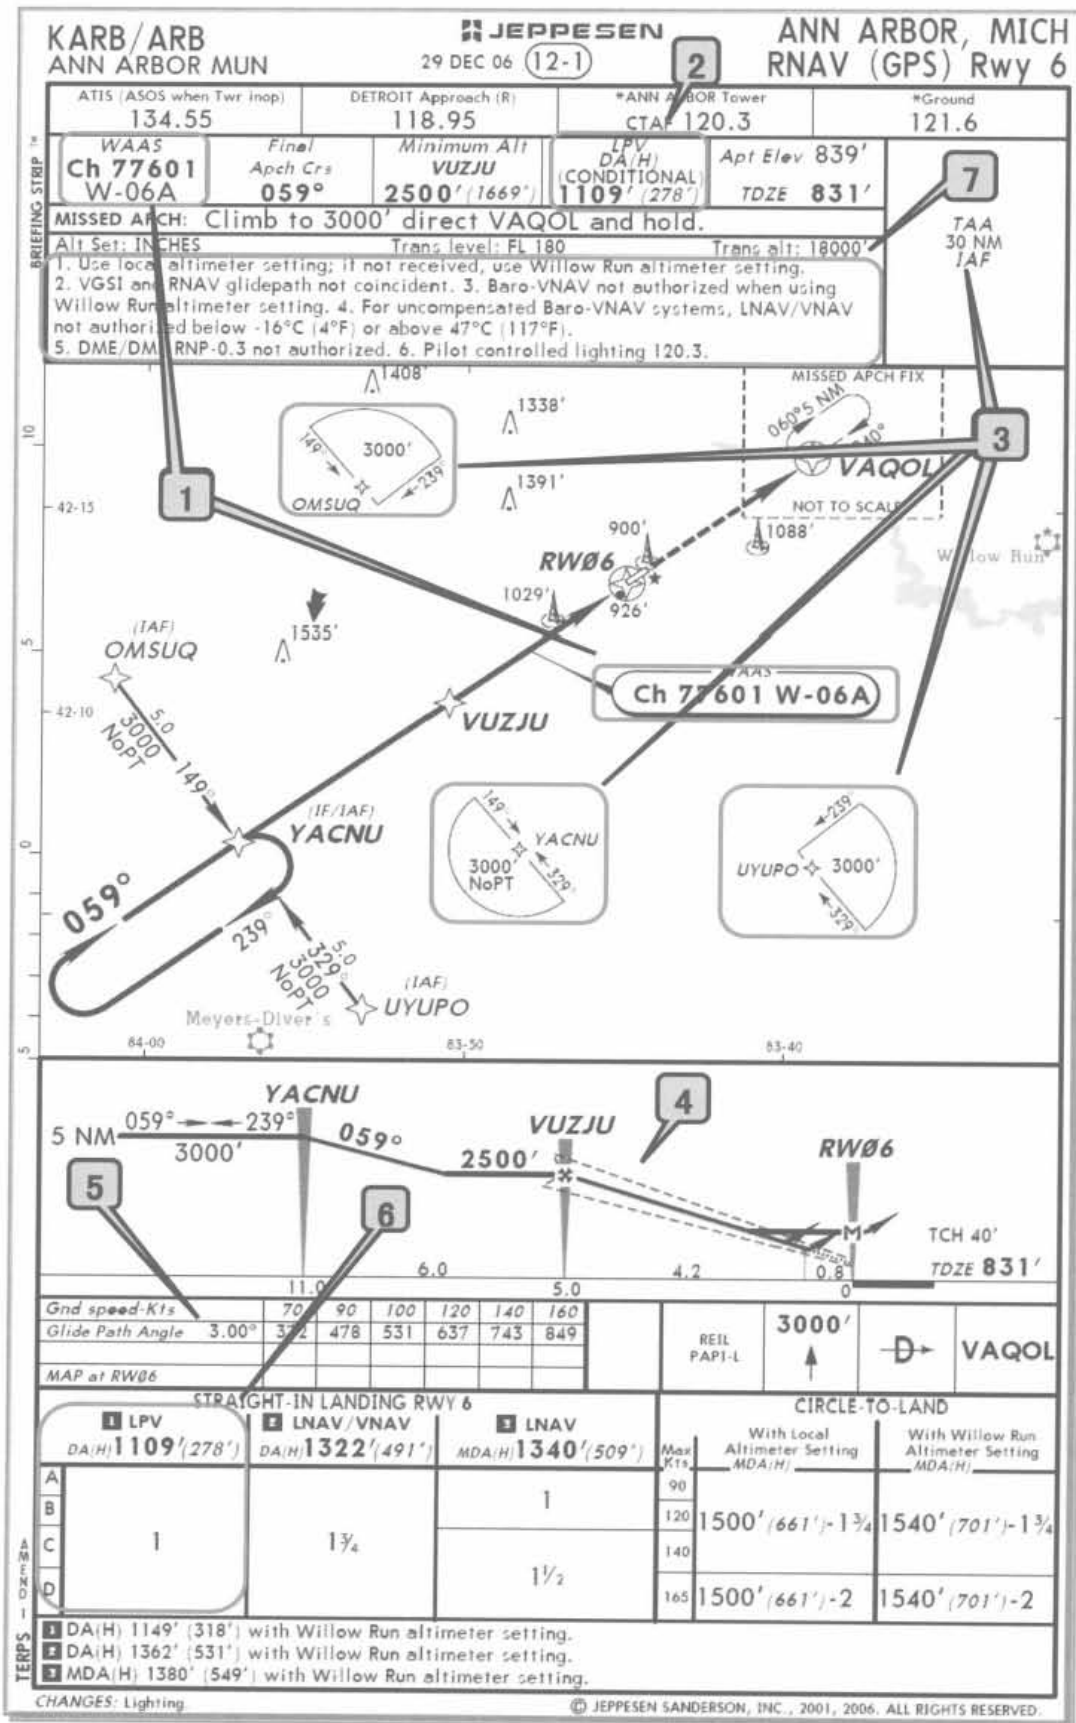 KARB/ARB
ANN ARBOR MUN
JEPPESEN
29 DEC 06 12-1
ANN ARBOR, MICH
RNAV (GPS) Rwy 6
2
BRIEFING STRIP ™
ATIS (ASOS when Twr inop)
134.55
DETROIT Approach (R)
118.95
*ANN ARBOR Tower
CTAF 120.3
*Ground
121.6
WAAS
Ch 77601
W-06A
Final
Apch Crs
059°
Minimum Alt
VUZJU
2500' (1669')
LPV
DA(H)
(CONDITIONAL)
1109' (278')
Apt Elev 839'
TDZE 831'
7
MISSED APCH: Climb to 3000' direct VAQOL and hold.
Alt Set: INCHES Trans level: FL 180 Trans alt: 18000'
TAA
30 NM
IAF
1. Use local altimeter setting; if not received, use Willow Run altimeter setting.
2. VGSI and RNAV glidepath not coincident. 3. Baro-VNAV not authorized when using
Willow Run altimeter setting. 4. For uncompensated Baro-VNAV systems, LNAV/VNAV
not authorized below -16°C (4°F) or above 47°C (117°F).
5. DME/DME RNP-0.3 not authorized. 6. Pilot controlled lighting 120.3.
1408'
1338'
MISSED APCH FIX
060° 5 NM
VAQOL
NOT TO SCALE
3
10
149°
3000'
239°
OMSUQ
1
42-15
1391'
900'
1088'
Willow Run
RWØ6
1029'
926'
1535'
(IAF)
OMSUQ
5
5.0
3000
NoPT
149°
42-10
VUZJU
WAAS
Ch 77601 W-06A
(IF/IAF)
YACNU
0
149°
YACNU
3000'
NoPT
329°
239°
UYUPO
3000'
329°
059°
239°
5.0
329°
3000
NoPT
(IAF)
UYUPO
Meyers-Diver's
5
84-00
83-50
83-40
YACNU
4
5 NM
059°
239°
3000'
059°
VUZJU
2500'
RWØ6
M
5
6
TCH 40'
TDZE 831'
11.0
6.0
5.0
4.2
0.8
0
Gnd speed-Kts 70 90 100 120 140 160
Glide Path Angle 3.00° 372 478 531 637 743 849
MAP at RWØ6
REIL
PAPI-L
3000'
D
VAQOL
STRAIGHT-IN LANDING RWY 6
CIRCLE-TO-LAND
1 LPV
DA(H) 1109' (278')
2 LNAV/VNAV
DA(H) 1322' (491')
3 LNAV
MDA(H) 1340' (509')
Max
Kts
With Local
Altimeter Setting
MDA(H)
With Willow Run
Altimeter Setting
MDA(H)
A
B
C
D
1
1¾
1
1½
90
120
140
165
1500' (661')-1¾
1540' (701')-1¾
1500' (661')-2
1540' (701')-2
TERPS AMEND 1
1 DA(H) 1149' (318') with Willow Run altimeter setting.
2 DA(H) 1362' (531') with Willow Run altimeter setting.
3 MDA(H) 1380' (549') with Willow Run altimeter setting.
CHANGES: Lighting.
© JEPPESEN SANDERSON, INC., 2001, 2006. ALL RIGHTS RESERVED.